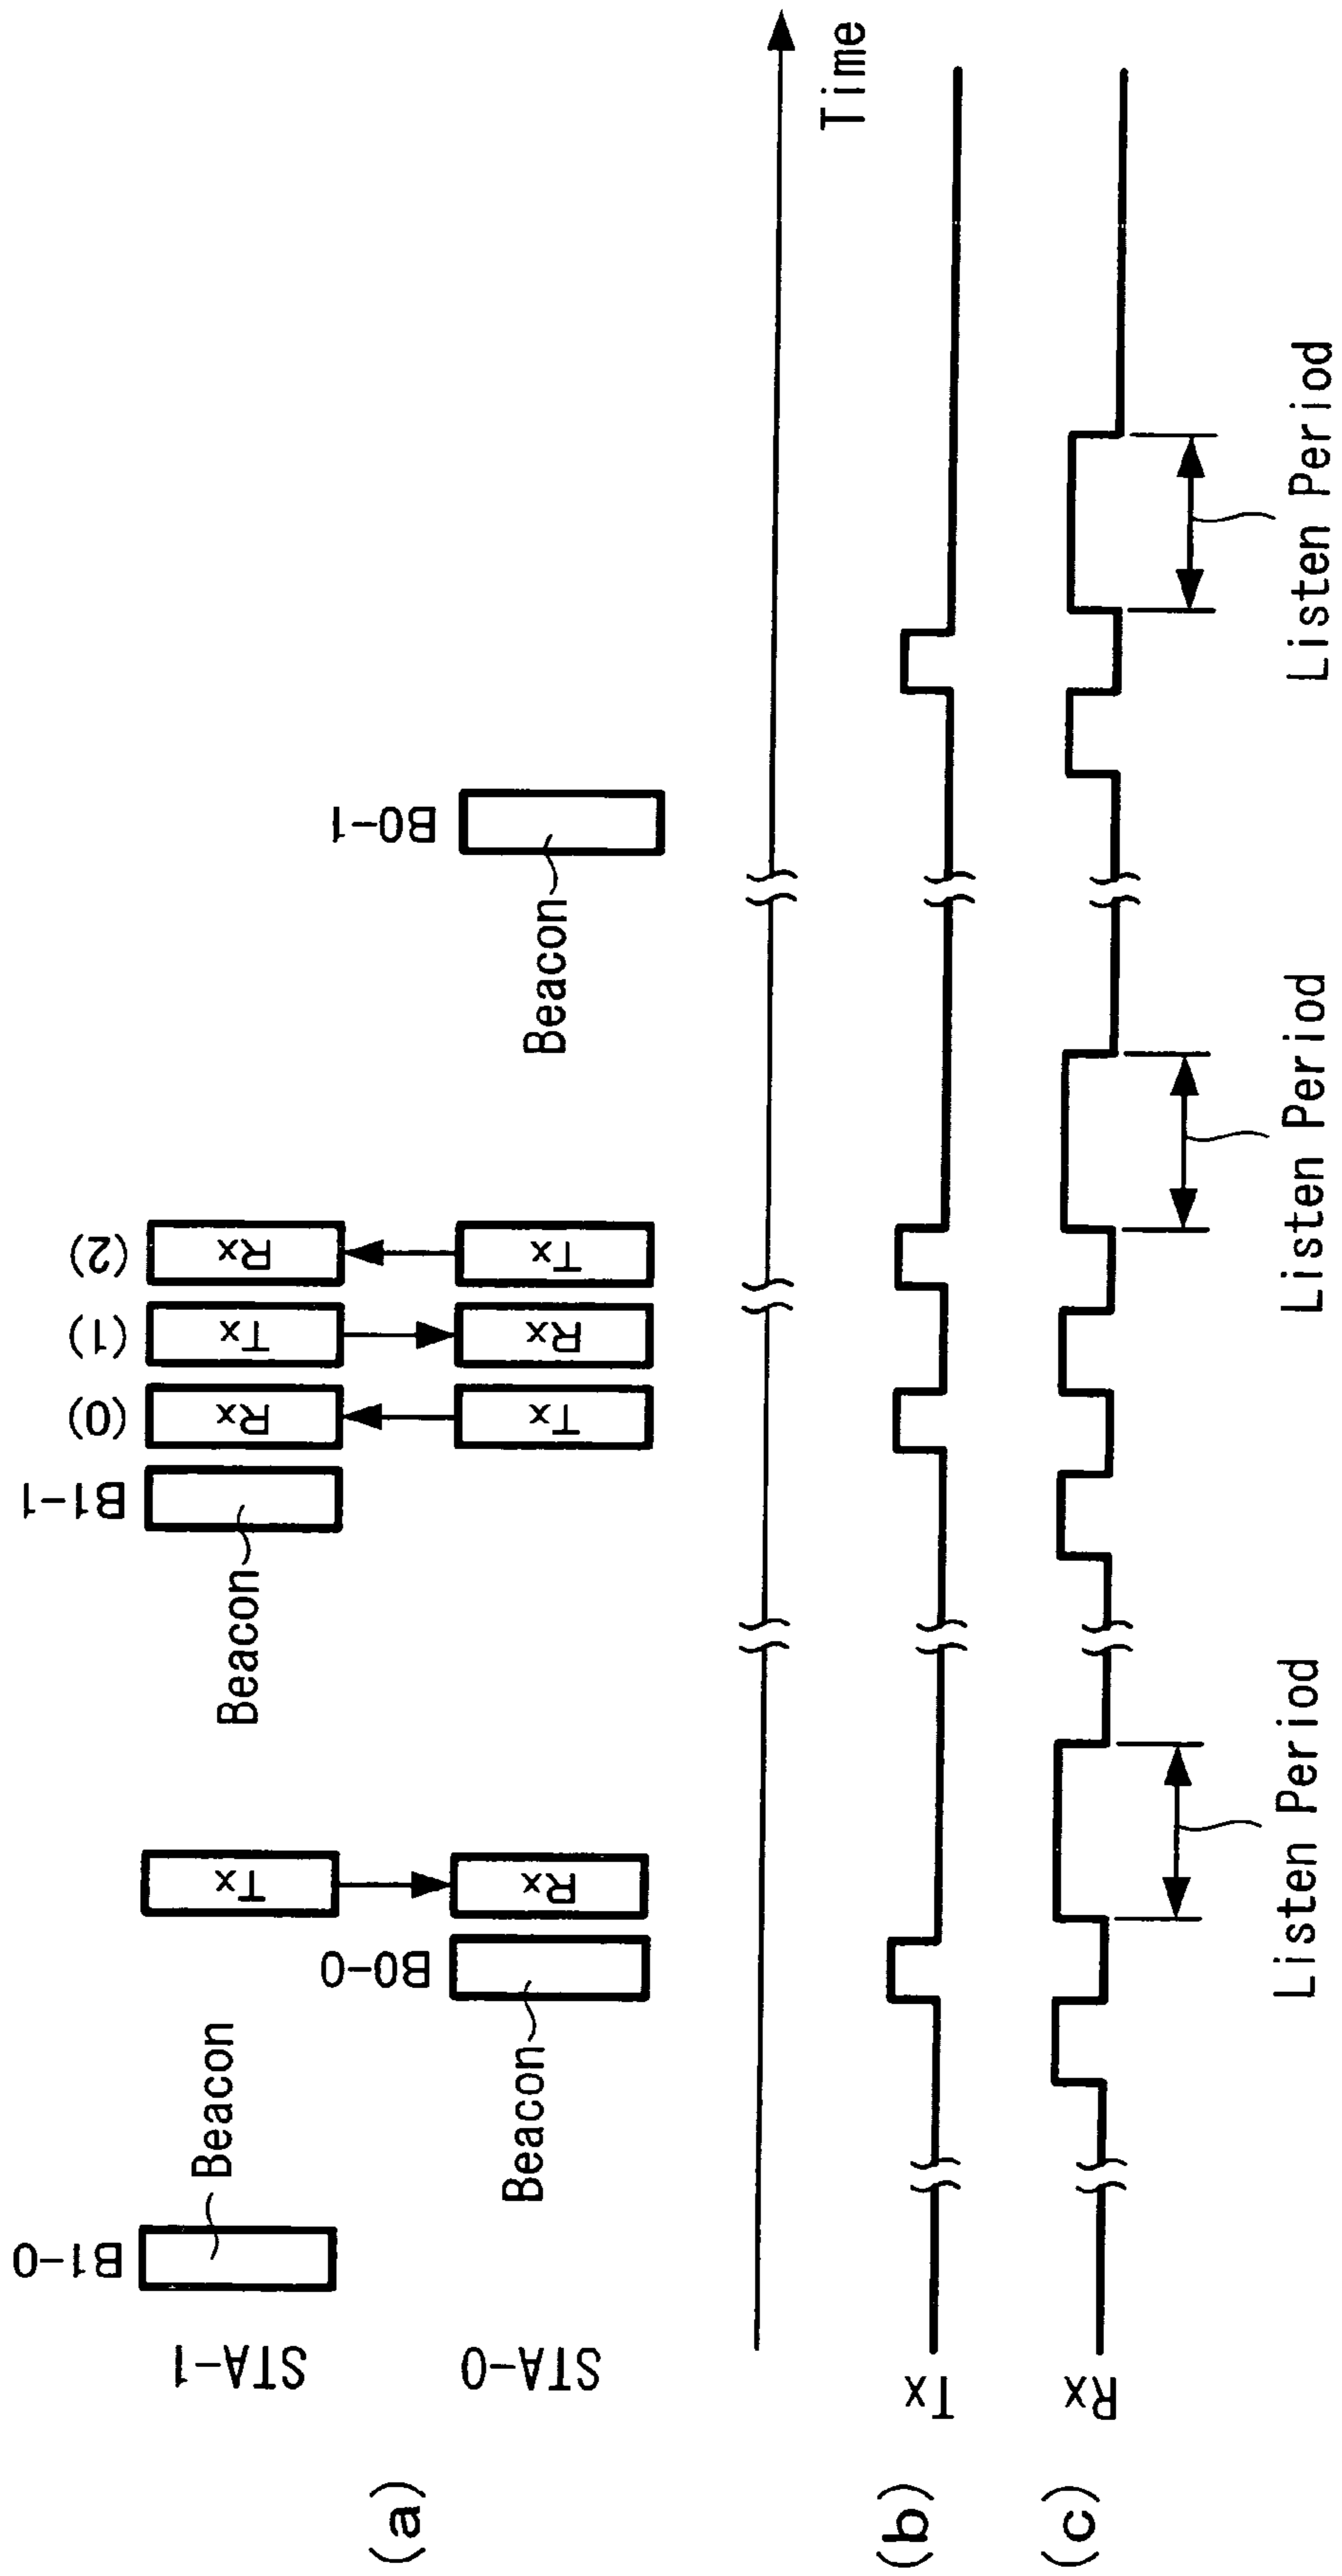 (a)
STA-1
B1-0
Beacon
Tx
B1-1
Beacon
(0)
Rx
(1)
Tx
(2)
Rx
STA-0
B0-0
Beacon
Rx
Tx
Rx
Tx
B0-1
Beacon
Time
(b)
Tx
(c)
Rx
Listen Period
Listen Period
Listen Period